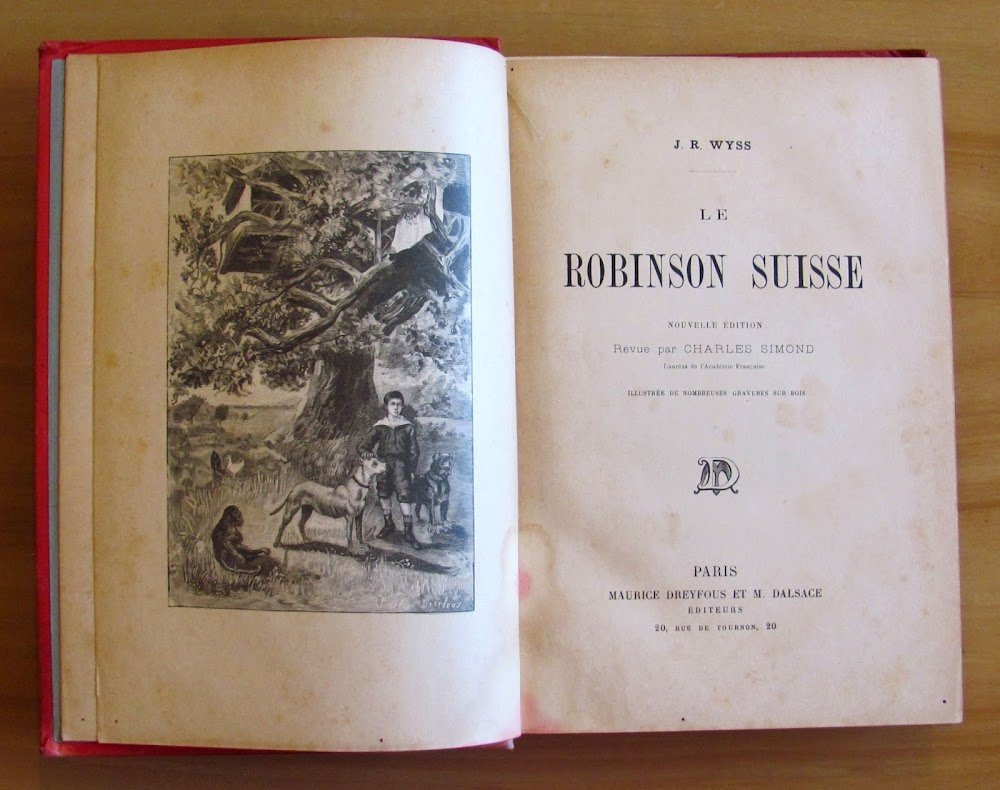 J. R. WYSS
LE
ROBINSON SUISSE
NOUVELLE ÉDITION
Revue par CHARLES SIMOND
Lauréat de l'Académie Française.
ILLUSTRÉE DE NOMBREUSES GRAVURES SUR BOIS
PARIS
MAURICE DREYFOUS ET M. DALSACE
ÉDITEURS
20, RUE DE TOURNON, 20